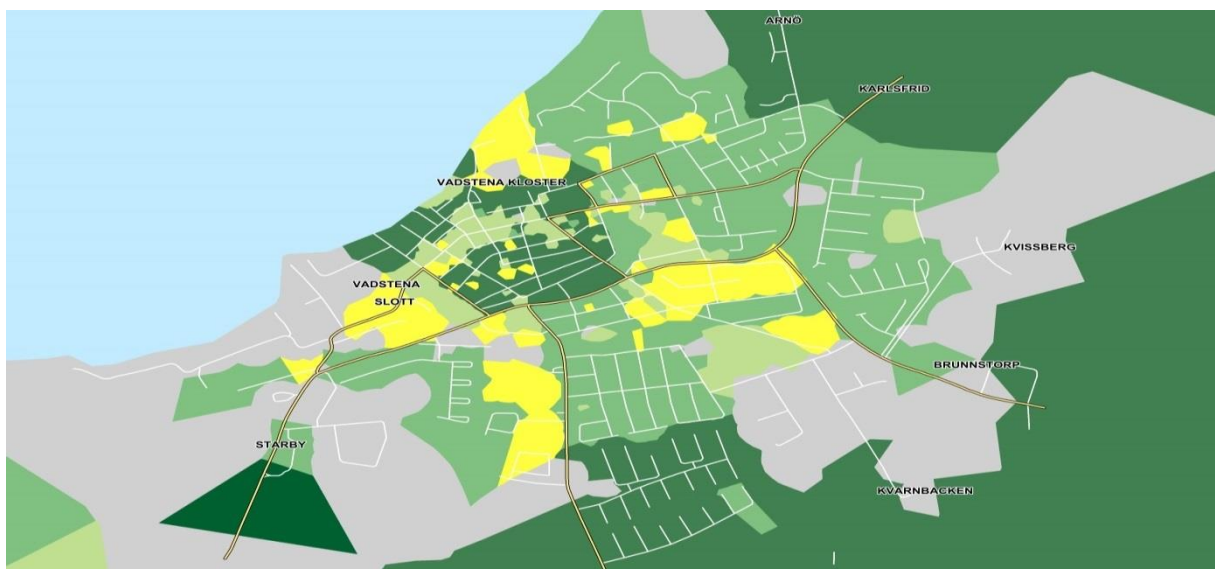 ARNÖ
KARLSFRID
VADSTENA KLOSTER
KVISSBERG
VADSTENA
SLOTT
BRUNNSTORP
STARBY
KVARNBACKEN